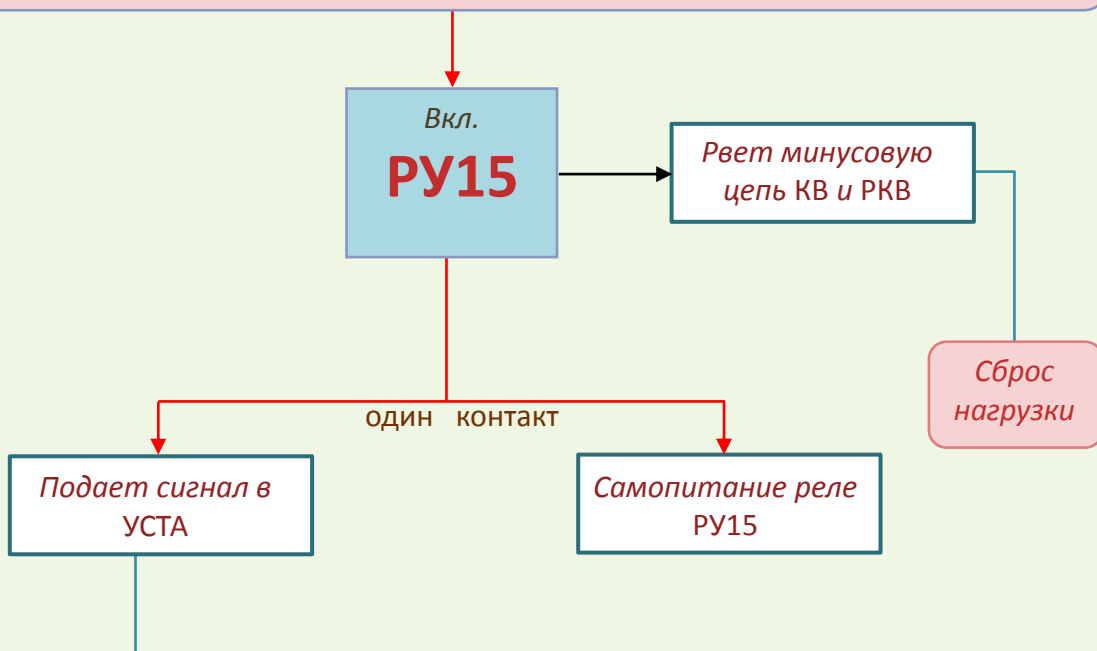 Вкл.
РУ15
Рвет минусовую
цепь КВ и РКВ
Сброс
нагрузки
один контакт
Подает сигнал в
УСТА
Самопитание реле
РУ15